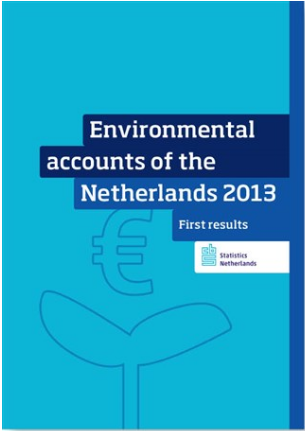 Environmental
accounts of the
Netherlands 2013
First results
Statistics
Netherlands